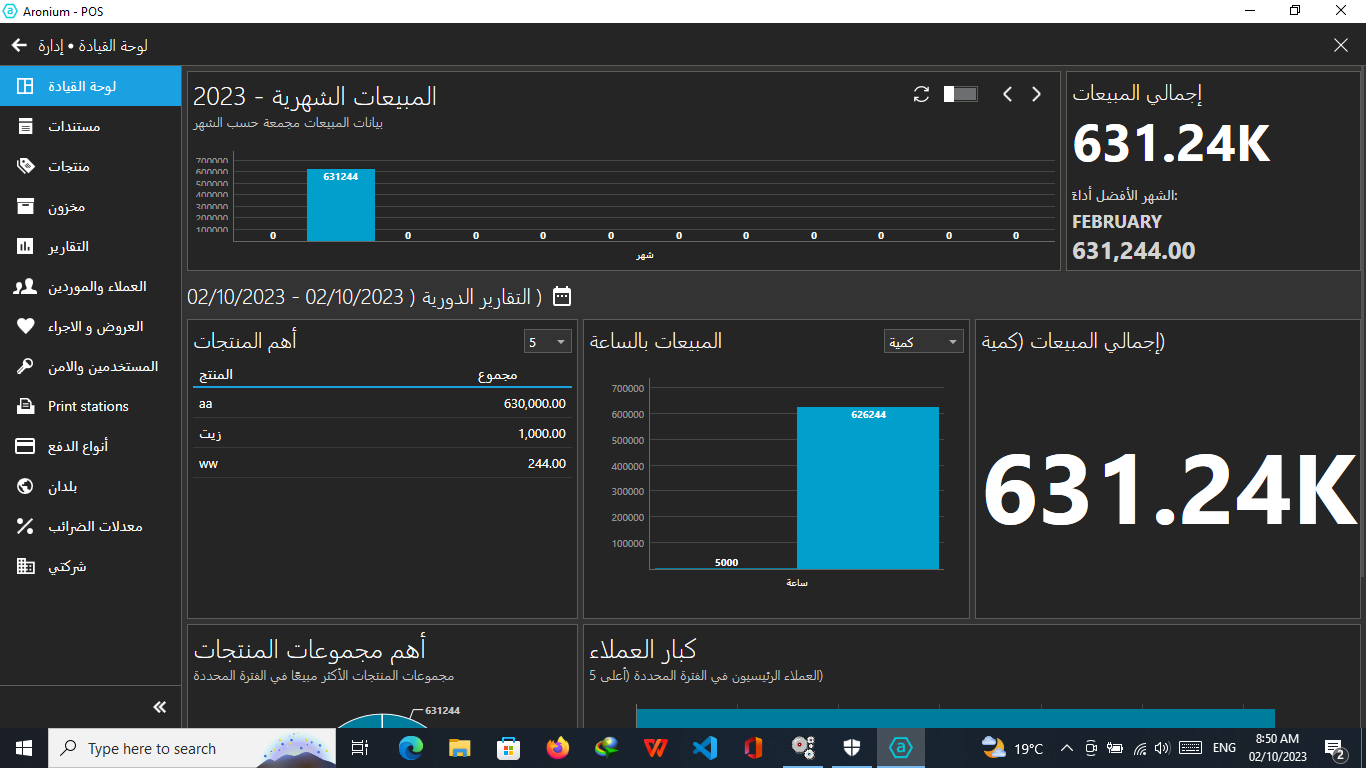 Aronium - POS
لوحة القيادة • إدارة
لوحة القيادة
مستندات
منتجات
مخزون
التقارير
العملاء والموردين
العروض و الاجراء
المستخدمين والامن
Print stations
أنواع الدفع
بلدان
معدلات الضرائب
شركتي
المبيعات الشهرية - 2023
بيانات المبيعات مجمعة حسب الشهر
700000
600000
500000
400000
300000
200000
100000
0 631244 0 0 0 0 0 0 0 0 0 0
شهر
إجمالي المبيعات
631.24K
الشهر الأفضل أداءً:
FEBRUARY
631,244.00
02/10/2023 - 02/10/2023 ) التقارير الدورية (
أهم المنتجات
5
المنتج مجموع
aa 630,000.00
زيت 1,000.00
ww 244.00
المبيعات بالساعة
كمية
700000
600000
500000
400000
300000
200000
100000
5000 626244
ساعة
إجمالي المبيعات (كمية)
631.24K
أهم مجموعات المنتجات
مجموعات المنتجات الأكثر مبيعًا في الفترة المحددة
631244
كبار العملاء
العملاء الرئيسيون في الفترة المحددة (أعلى 5)
Type here to search
19°C
ENG
8:50 AM
02/10/2023
2